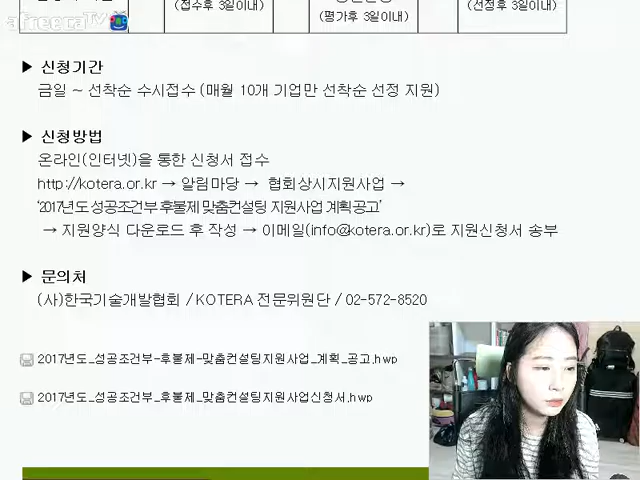 afreecaTV
(접수후 3일이내)
(평가후 3일이내)
(선정후 3일이내)
▶ 신청기간
금일 ~ 선착순 수시접수 (매월 10개 기업만 선착순 선정 지원)
▶ 신청방법
온라인(인터넷)을 통한 신청서 접수
http://kotera.or.kr → 알림마당 → 협회상시지원사업 →
'2017년도 성공조건부 후불제 맞춤컨설팅 지원사업 계획공고'
→ 지원양식 다운로드 후 작성 → 이메일(info@kotera.or.kr)로 지원신청서 송부
▶ 문의처
(사)한국기술개발협회 / KOTERA 전문위원단 / 02-572-8520
2017년도_성공조건부-후불제-맞춤컨설팅지원사업_계획_공고.hwp
2017년도_성공조건부_후불제_맞춤컨설팅지원사업신청서.hwp